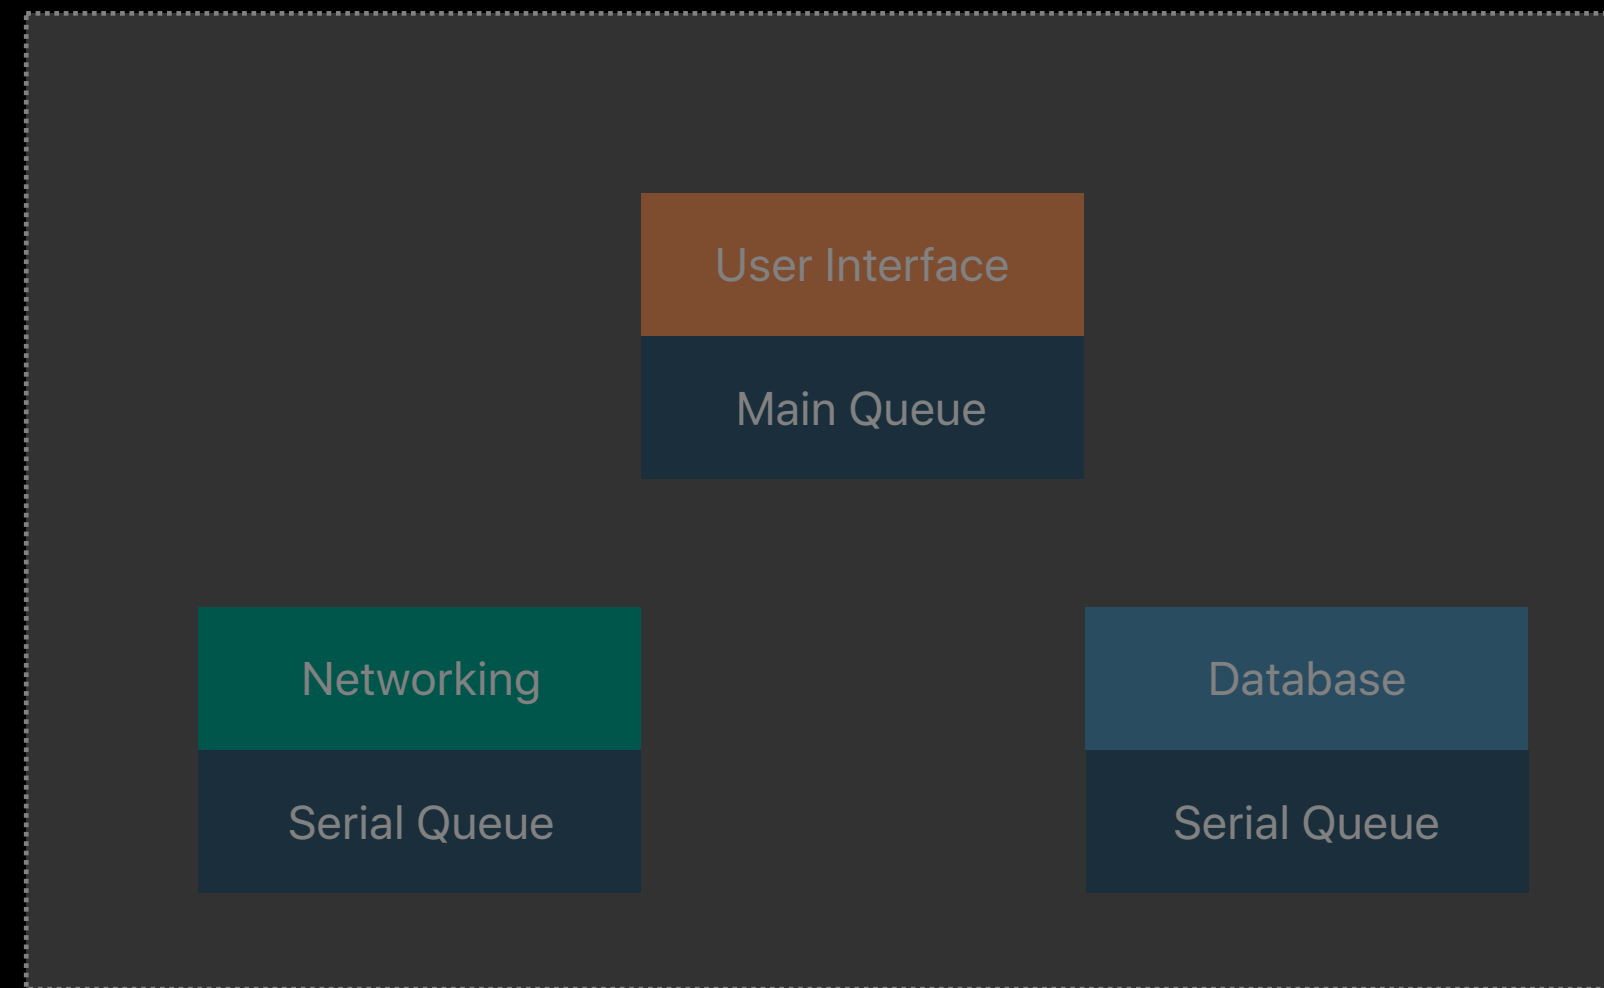 User Interface
Main Queue
Networking
Serial Queue
Database
Serial Queue